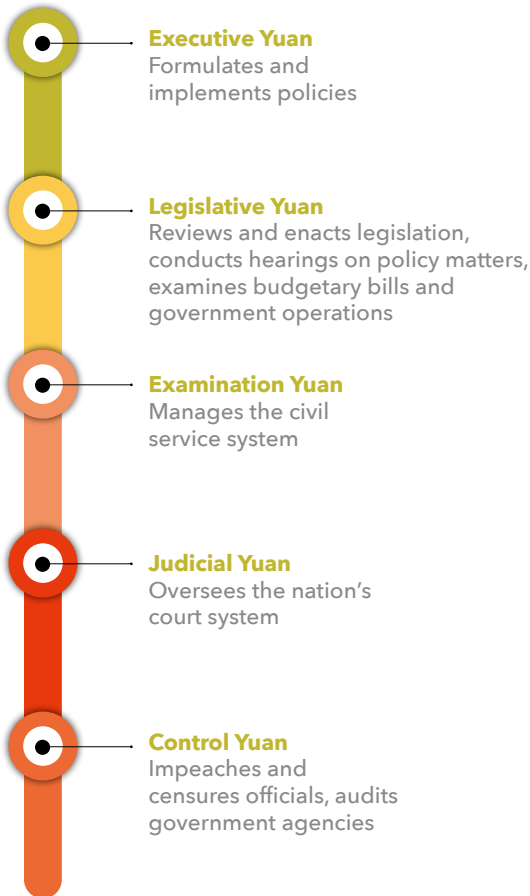 Executive Yuan
Formulates and
implements policies
Legislative Yuan
Reviews and enacts legislation,
conducts hearings on policy matters,
examines budgetary bills and
government operations
Examination Yuan
Manages the civil
service system
Judicial Yuan
Oversees the nation’s
court system
Control Yuan
Impeaches and
censures officials, audits
government agencies